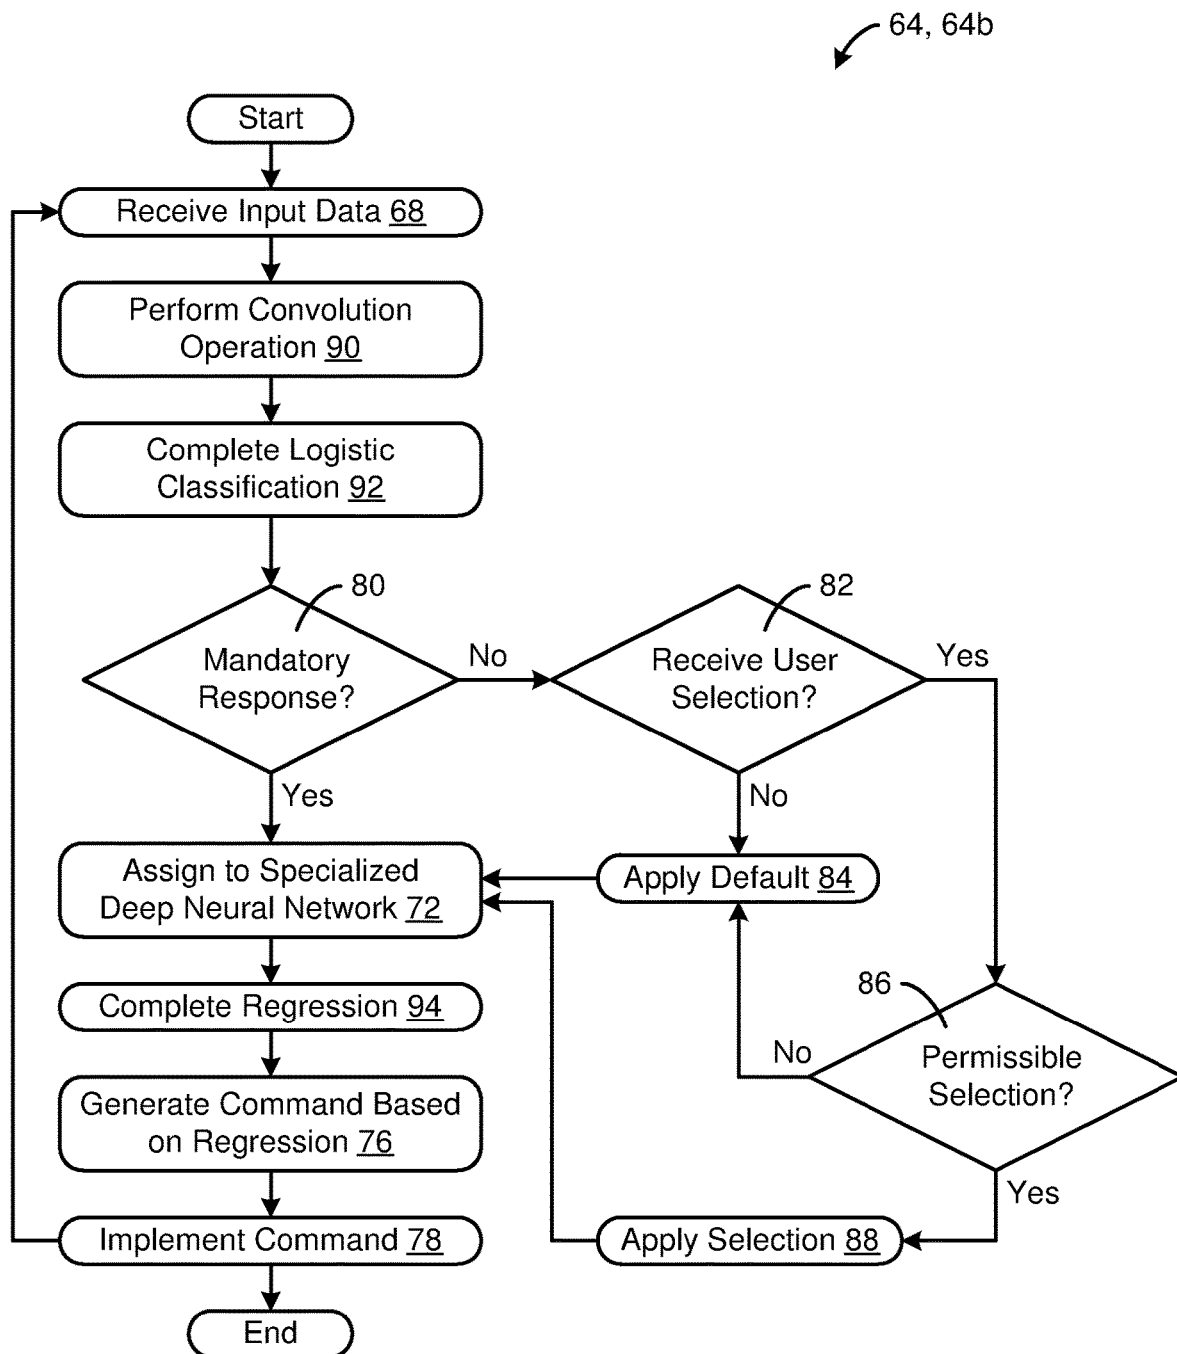 64, 64b
Start
Receive Input Data 68
Perform Convolution
Operation 90
Complete Logistic
Classification 92
80
Mandatory
Response?
No
Yes
82
Receive User
Selection?
Yes
No
Assign to Specialized
Deep Neural Network 72
Apply Default 84
86
Permissible
Selection?
No
Yes
Complete Regression 94
Generate Command Based
on Regression 76
Implement Command 78
Apply Selection 88
End